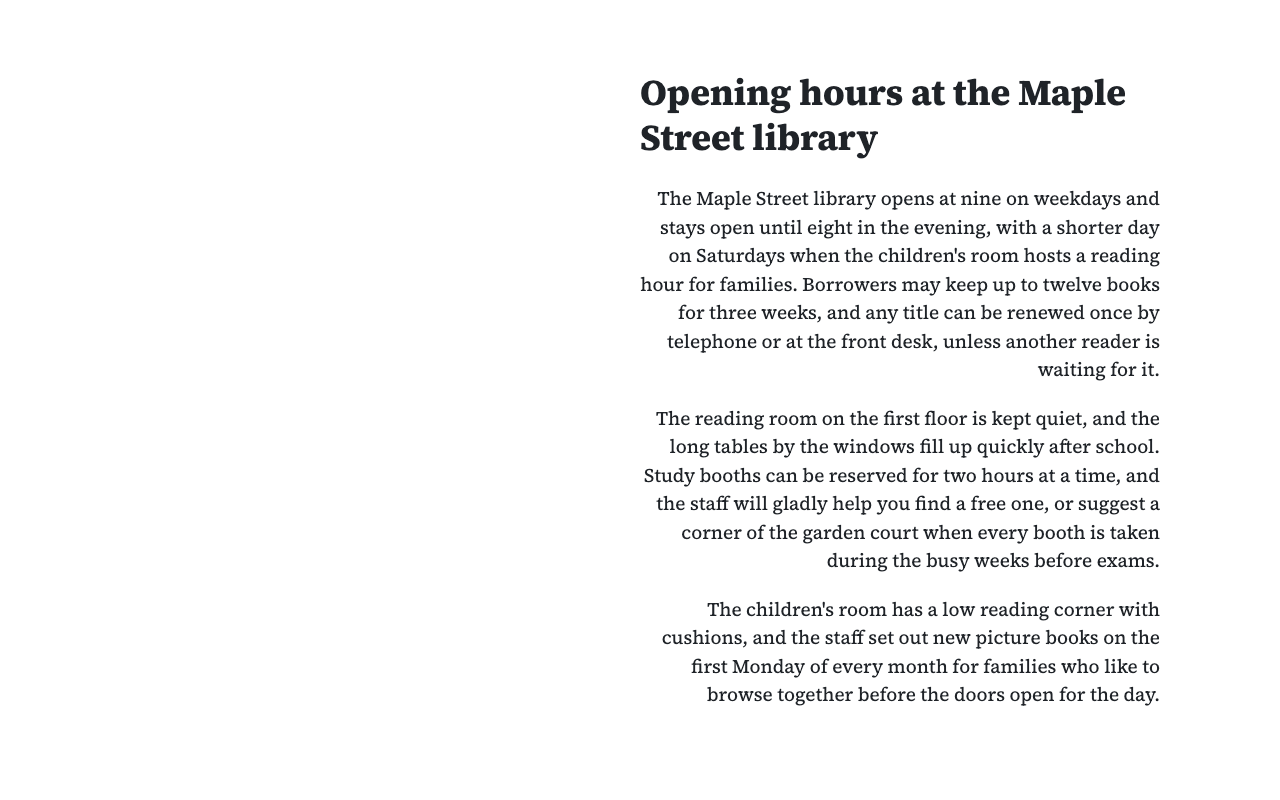 Opening hours at the Maple
Street library
The Maple Street library opens at nine on weekdays and
stays open until eight in the evening, with a shorter day
on Saturdays when the children's room hosts a reading
hour for families. Borrowers may keep up to twelve books
for three weeks, and any title can be renewed once by
telephone or at the front desk, unless another reader is
waiting for it.
The reading room on the first floor is kept quiet, and the
long tables by the windows fill up quickly after school.
Study booths can be reserved for two hours at a time, and
the staff will gladly help you find a free one, or suggest a
corner of the garden court when every booth is taken
during the busy weeks before exams.
The children's room has a low reading corner with
cushions, and the staff set out new picture books on the
first Monday of every month for families who like to
browse together before the doors open for the day.